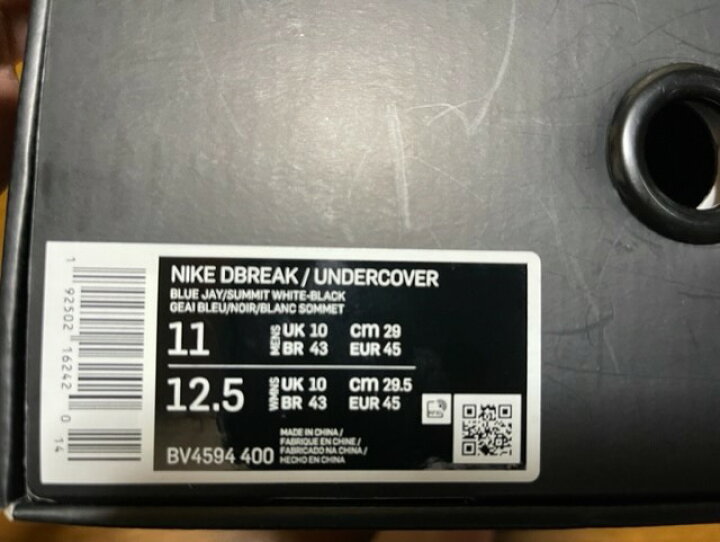 NIKE DBREAK / UNDERCOVER
BLUE JAY/SUMMIT WHITE-BLACK
GEAI BLEU/NOIR/BLANC SOMMET
11 MENS UK 10 cm 29
BR 43 EUR 45
12.5 WMNS UK 10 cm 29.5
BR 43 EUR 45
BV4594 400
MADE IN CHINA /
FABRIQUE EN CHINE /
FABRICADO NA CHINA /
HECHO EN CHINA
1 92502 16242 0 14